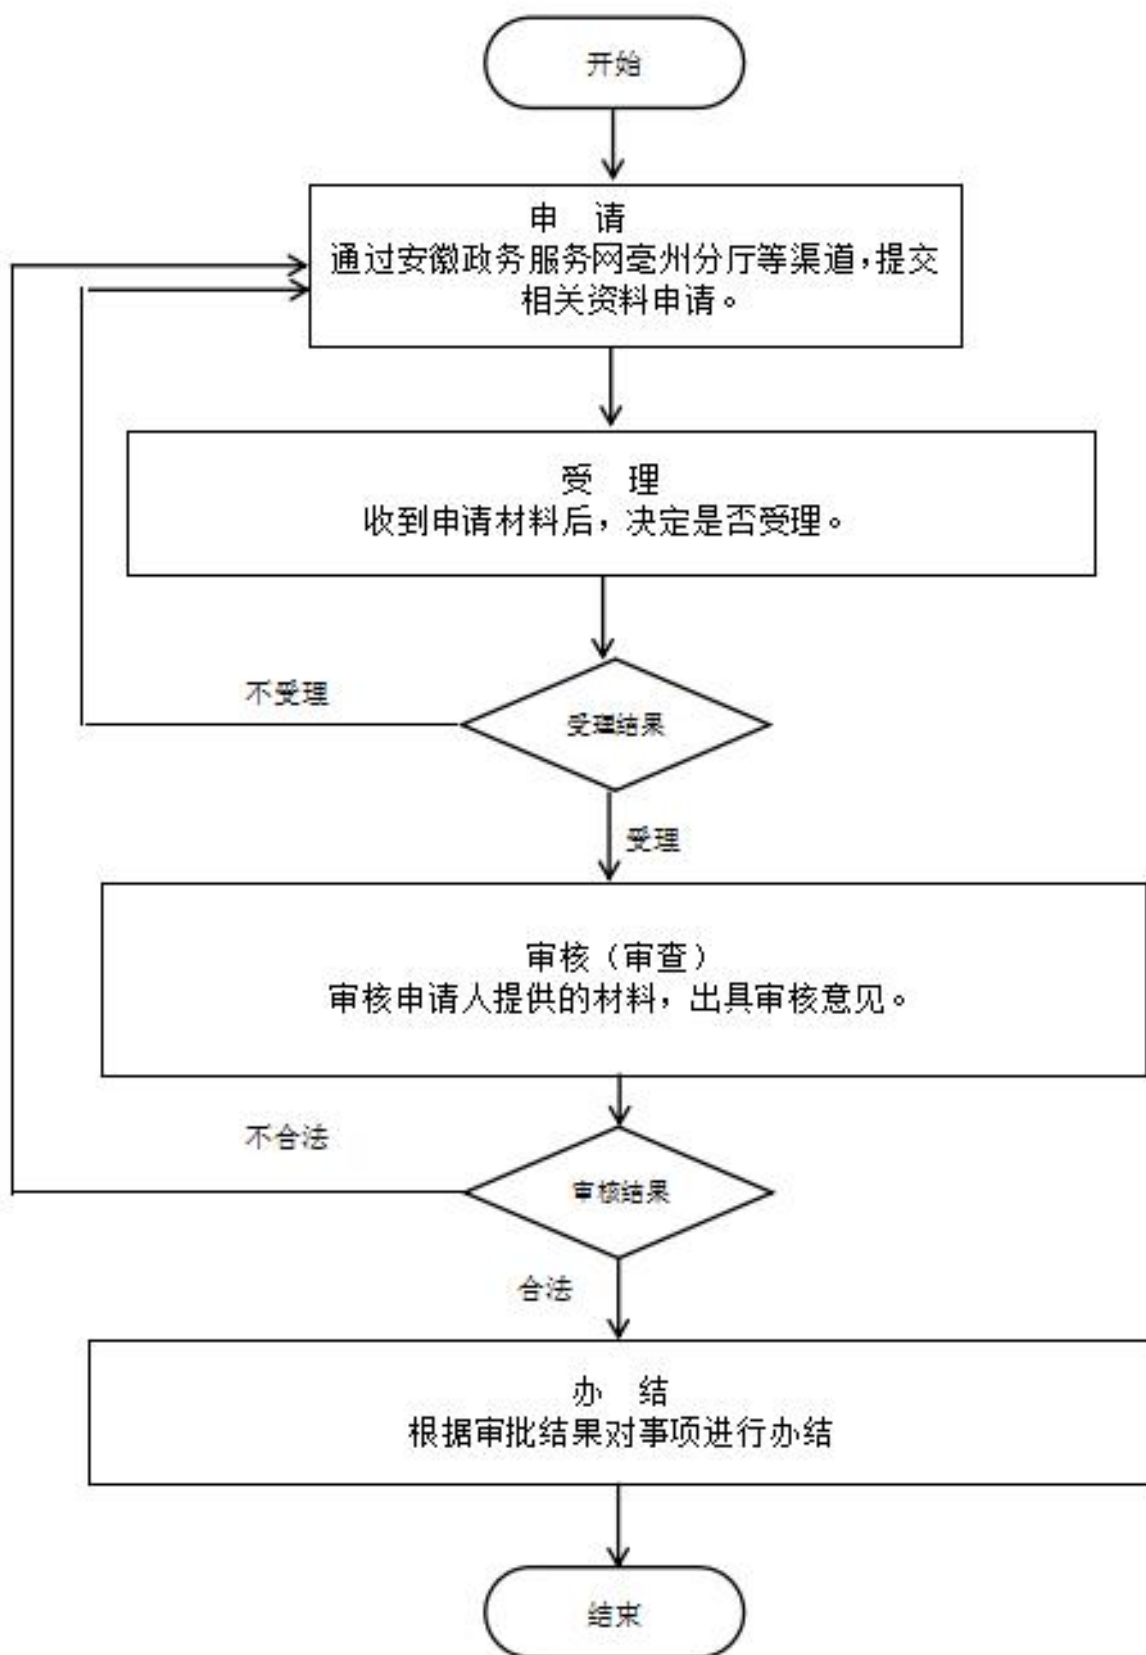 开始
申 请
通过安徽政务服务网亳州分厅等渠道，提交
相关资料申请。
受 理
收到申请材料后，决定是否受理。
不受理
受理结果
受理
审核（审查）
审核申请人提供的材料，出具审核意见。
不合法
审核结果
合法
办 结
根据审批结果对事项进行办结
结束